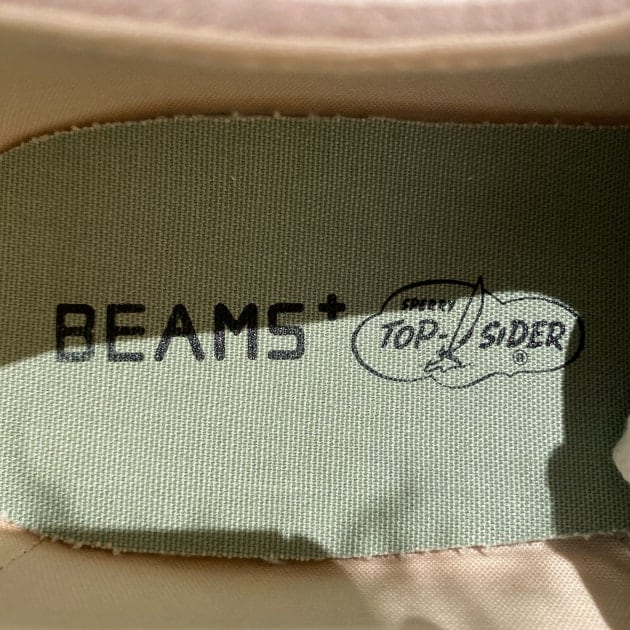 BEAMS+
SPERRY
TOP-SIDER
®